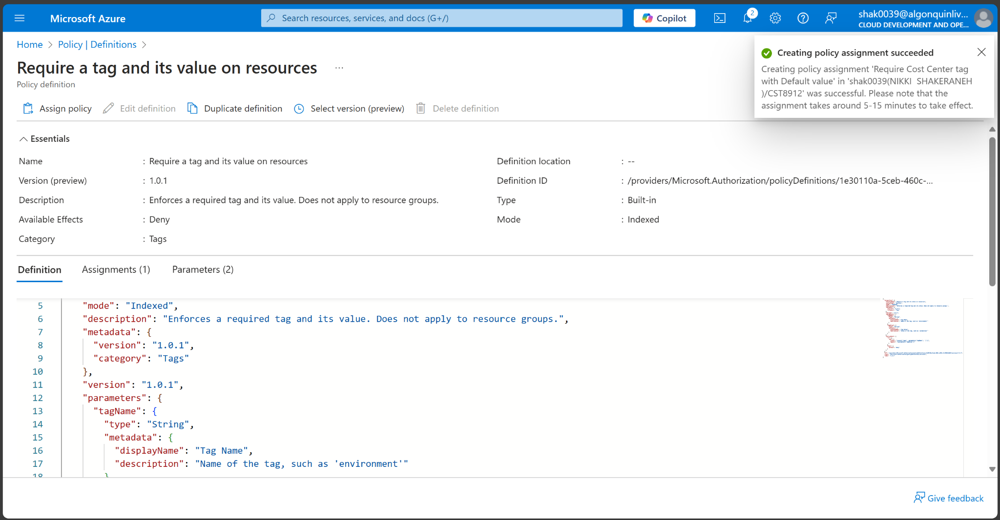 Microsoft Azure
Search resources, services, and docs (G+/)
Copilot
2
shak0039@algonquinliv...
CLOUD DEVELOPMENT AND OPE...
Home > Policy | Definitions >
Require a tag and its value on resources ...
Policy definition
Creating policy assignment succeeded
Creating policy assignment 'Require Cost Center tag
with Default value' in 'shak0039(NIKKI SHAKERANEH
)/CST8912' was successful. Please note that the
assignment takes around 5-15 minutes to take effect.
Assign policy
Edit definition
Duplicate definition
Select version (preview)
Delete definition
Essentials
Name : Require a tag and its value on resources
Version (preview) : 1.0.1
Description : Enforces a required tag and its value. Does not apply to resource groups.
Available Effects : Deny
Category : Tags
Definition location : --
Definition ID : /providers/Microsoft.Authorization/policyDefinitions/1e30110a-5ceb-460c-...
Type : Built-in
Mode : Indexed
Definition
Assignments (1)
Parameters (2)
5 "mode": "Indexed",
6 "description": "Enforces a required tag and its value. Does not apply to resource groups.",
7 "metadata": {
8 "version": "1.0.1",
9 "category": "Tags"
10 },
11 "version": "1.0.1",
12 "parameters": {
13 "tagName": {
14 "type": "String",
15 "metadata": {
16 "displayName": "Tag Name",
17 "description": "Name of the tag, such as 'environment'"
18 }
Give feedback